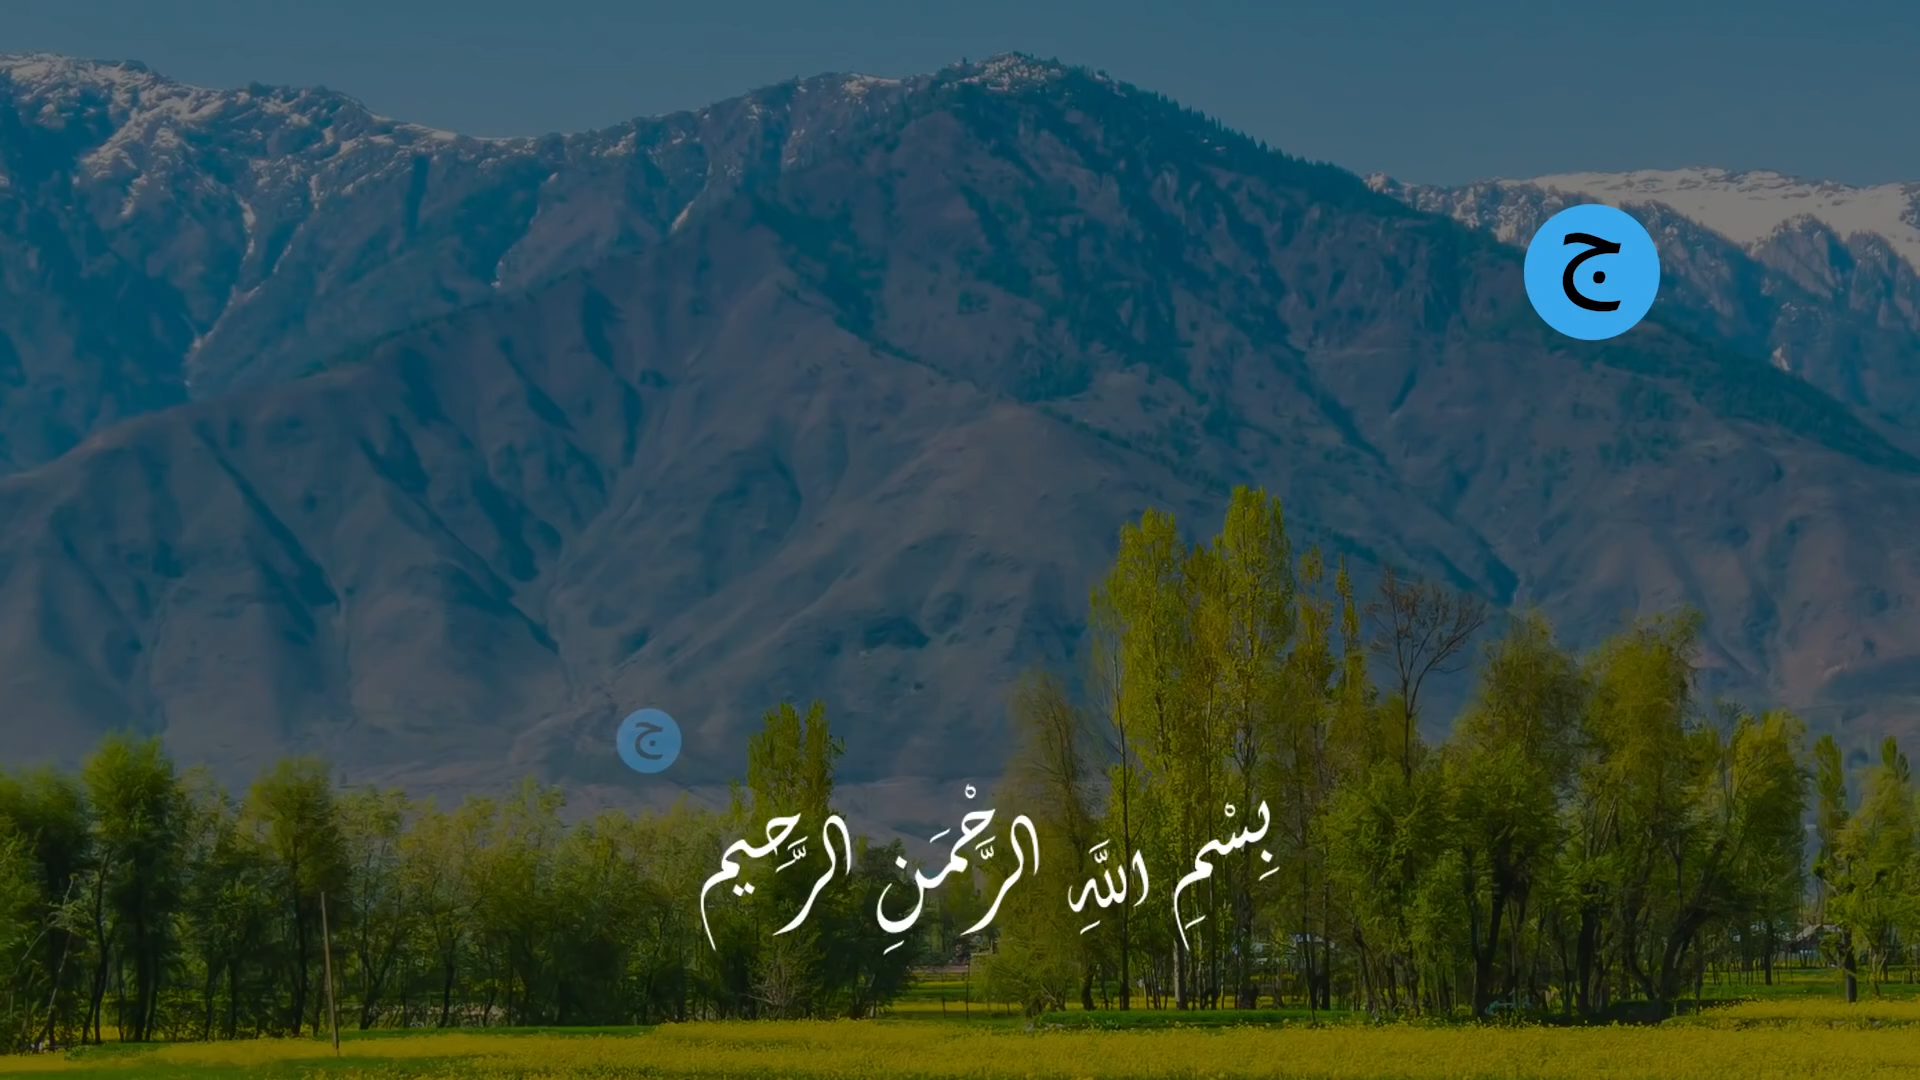 ج
ج
بِسْمِ اللَّهِ الرَّحْمَنِ الرَّحِيم